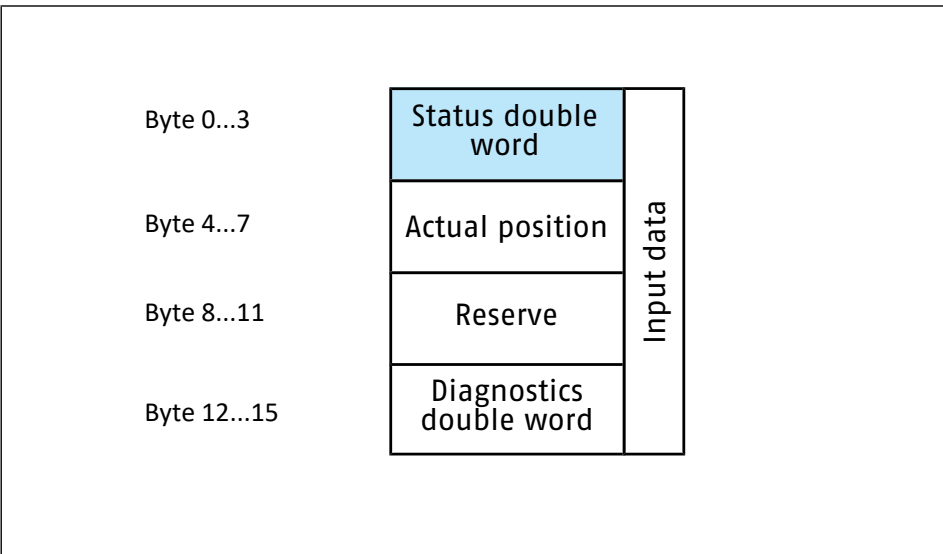 Byte 0...3
Status double
word
Byte 4...7
Actual position
Byte 8...11
Reserve
Byte 12...15
Diagnostics
double word
Input data